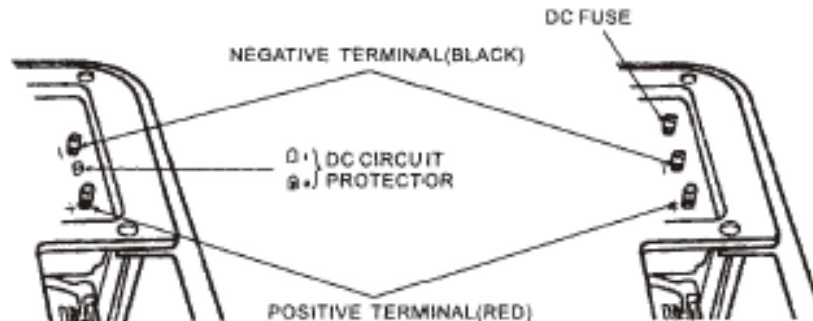 DC FUSE
NEGATIVE TERMINAL(BLACK)
DC CIRCUIT
PROTECTOR
POSITIVE TERMINAL(RED)